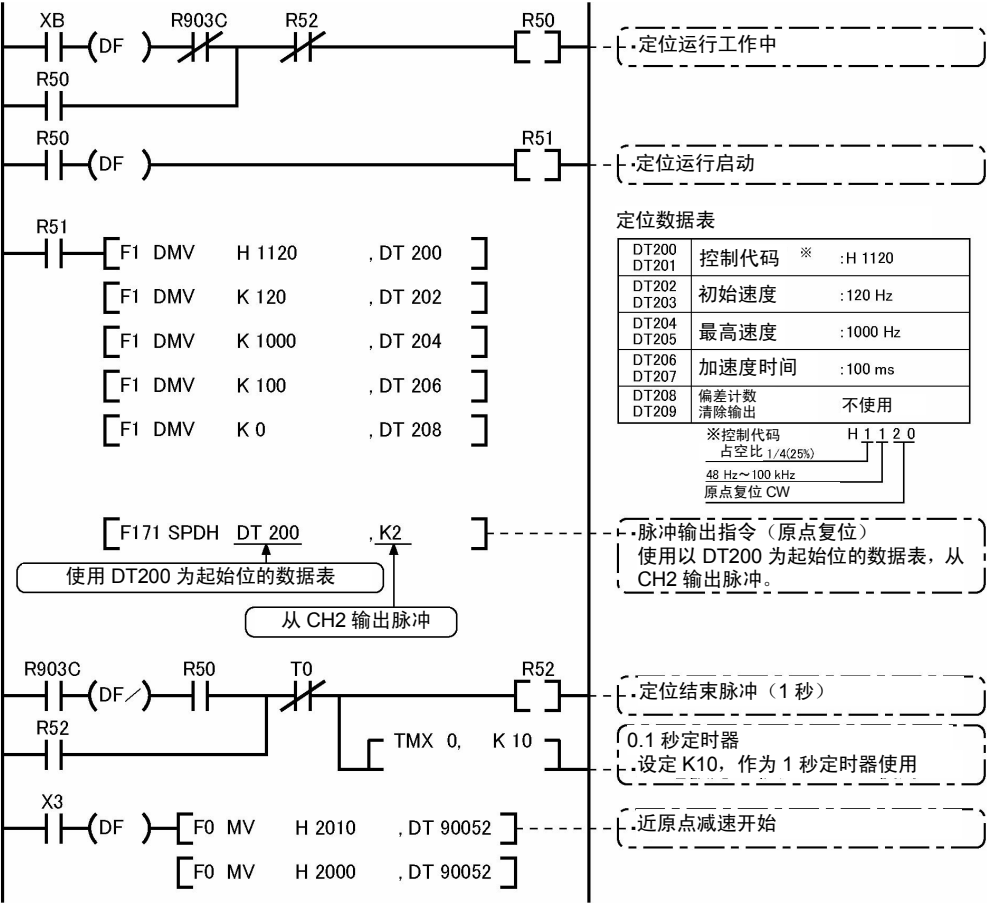 XB R903C R52 R50
DF
定位运行工作中
R50
R50 R51
DF
定位运行启动
R51
F1 DMV H 1120 , DT 200
F1 DMV K 120 , DT 202
F1 DMV K 1000 , DT 204
F1 DMV K 100 , DT 206
F1 DMV K 0 , DT 208
定位数据表
DT200 DT201 控制代码 ※ :H 1120
DT202 DT203 初始速度 :120 Hz
DT204 DT205 最高速度 :1000 Hz
DT206 DT207 加速度时间 :100 ms
DT208 DT209 偏差计数 清除输出 不使用
※控制代码 H 1 1 2 0
占空比 1/4(25%)
48 Hz～100 kHz
原点复位 CW
F171 SPDH DT 200 , K2
使用 DT200 为起始位的数据表
从 CH2 输出脉冲
脉冲输出指令（原点复位）
使用以 DT200 为起始位的数据表，从
CH2 输出脉冲。
R903C R50 T0 R52
DF/
定位结束脉冲（1 秒）
R52
TMX 0, K 10
0.1 秒定时器
设定 K10，作为 1 秒定时器使用
X3
DF
F0 MV H 2010 , DT 90052
近原点减速开始
F0 MV H 2000 , DT 90052